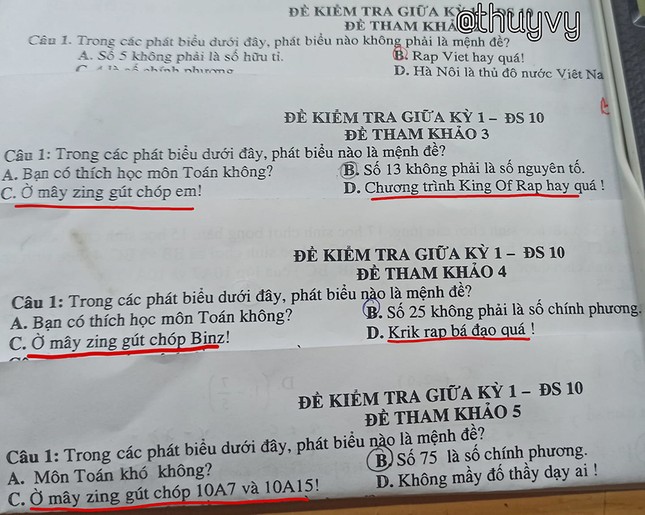 ĐỀ KIỂM TRA GIỮA
ĐỀ THAM KHẢ
@thuyvy
Câu 1. Trong các phát biểu dưới đây, phát biểu nào không phải là mệnh đề?
A. Số 5 không phải là số hữu tỉ.
B. Rap Viet hay quá!
D. Hà Nội là thủ đô nước Việt Na
ĐỀ KIỂM TRA GIỮA KỲ 1 – ĐS 10
ĐỀ THAM KHẢO 3
Câu 1: Trong các phát biểu dưới đây, phát biểu nào là mệnh đề?
A. Bạn có thích học môn Toán không?
B. Số 13 không phải là số nguyên tố.
C. Ờ mây zing gút chóp em!
D. Chương trình King Of Rap hay quá !
ĐỀ KIỂM TRA GIỮA KỲ 1 – ĐS 10
ĐỀ THAM KHẢO 4
Câu 1: Trong các phát biểu dưới đây, phát biểu nào là mệnh đề?
A. Bạn có thích học môn Toán không?
B. Số 25 không phải là số chính phương.
C. Ờ mây zing gút chóp Binz!
D. Krik rap bá đạo quá !
ĐỀ KIỂM TRA GIỮA KỲ 1 – ĐS 10
ĐỀ THAM KHẢO 5
Câu 1: Trong các phát biểu dưới đây, phát biểu nào là mệnh đề?
A. Môn Toán khó không?
B. Số 75 là số chính phương.
C. Ờ mây zing gút chóp 10A7 và 10A15!
D. Không mầy đố thầy dạy ai !